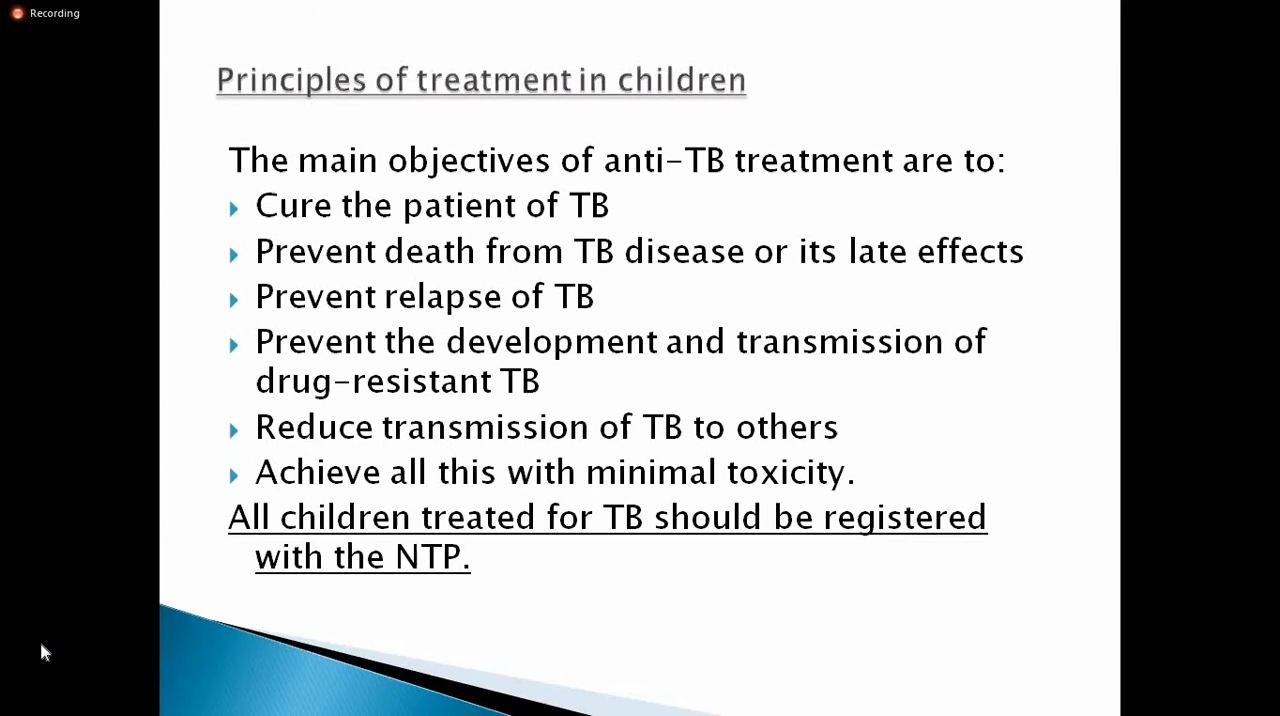 Recording
Principles of treatment in children
The main objectives of anti-TB treatment are to:
Cure the patient of TB
Prevent death from TB disease or its late effects
Prevent relapse of TB
Prevent the development and transmission of
drug-resistant TB
Reduce transmission of TB to others
Achieve all this with minimal toxicity.
All children treated for TB should be registered
with the NTP.